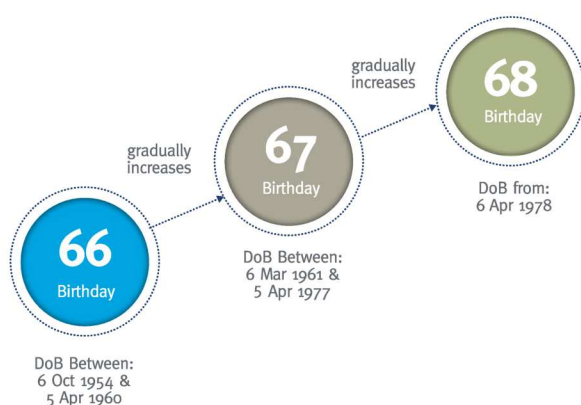 68
Birthday
DoB from:
6 Apr 1978
gradually
increases
67
Birthday
DoB Between:
6 Mar 1961 &
5 Apr 1977
gradually
increases
66
Birthday
DoB Between:
6 Oct 1954 &
5 Apr 1960